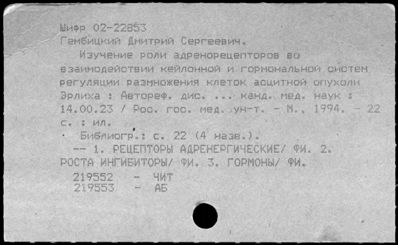 Шифр 02-22853
Гембицкий Дмитрий Сергеевич.
Изучение роли адренорецепторов во
взаимодействии кейлонной и гормональной систем
регуляции размножения клеток асцитной опухоли
Эрлиха : Автореф. дис. ... канд. мед. наук :
14.00.23 / Рос. гос. мед. ун-т. - М., 1994. - 22
с. : ил.
Библиогр.: с. 22 (4 назв.).
-- 1. РЕЦЕПТОРЫ АДРЕНЕРГИЧЕСКИЕ/ ФИ. 2.
РОСТА ИНГИБИТОРЫ/ ФИ. 3. ГОРМОНЫ/ ФИ.
219552 - ЧИТ
219553 - АБ